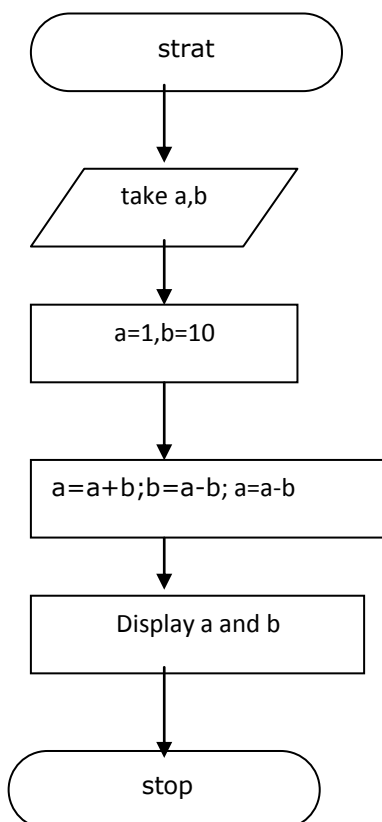 strat
take a,b
a=1,b=10
a=a+b;b=a-b; a=a-b
Display a and b
stop